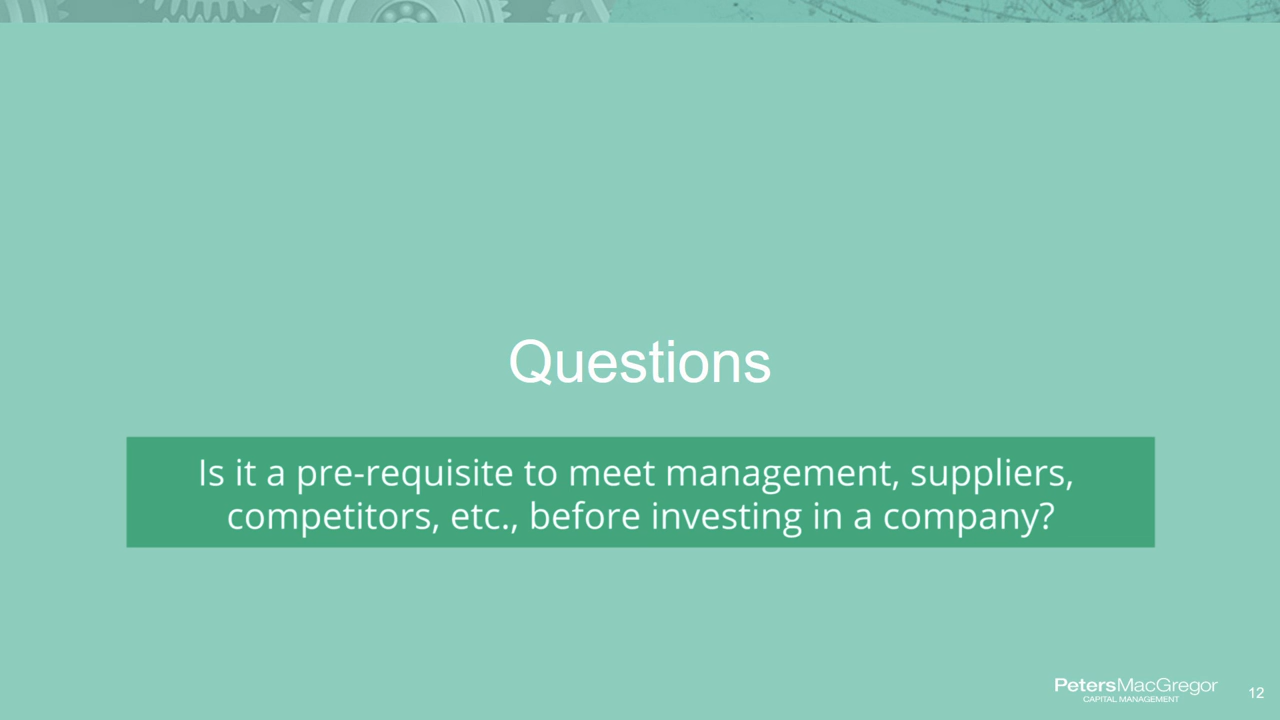 Questions
Is it a pre-requisite to meet management, suppliers,
competitors, etc., before investing in a company?
PetersMacGregor
CAPITAL MANAGEMENT
12